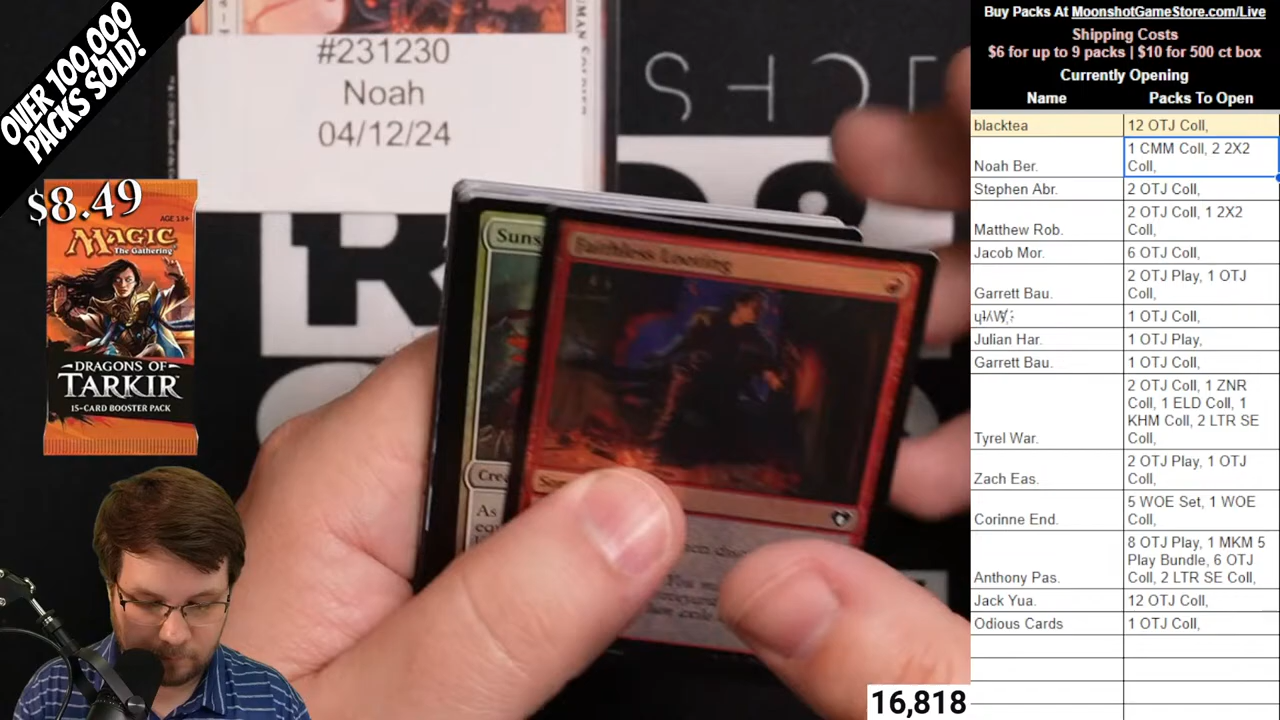 OVER 100,000
PACKS SOLD!
$8.49
AGE 13+
MAGIC
The Gathering
DRAGONS OF
TARKIR
15-CARD BOOSTER PACK
#231230
Noah
04/12/24
Suns
Faithless Looting
Cre
As
Buy Packs At MoonshotGameStore.com/Live
Shipping Costs
$6 for up to 9 packs | $10 for 500 ct box
Currently Opening
Name Packs To Open
blacktea 12 OTJ Coll,
Noah Ber. 1 CMM Coll, 2 2X2
Coll,
Stephen Abr. 2 OTJ Coll,
Matthew Rob. 2 OTJ Coll, 1 2X2
Coll,
Jacob Mor. 6 OTJ Coll,
Garrett Bau. 2 OTJ Play, 1 OTJ
Coll,
1 OTJ Coll,
Julian Har. 1 OTJ Play,
Garrett Bau. 1 OTJ Coll,
Tyrel War. 2 OTJ Coll, 1 ZNR
Coll, 1 ELD Coll, 1
KHM Coll, 2 LTR SE
Coll,
Zach Eas. 2 OTJ Play, 1 OTJ
Coll,
Corinne End. 5 WOE Set, 1 WOE
Coll,
Anthony Pas. 8 OTJ Play, 1 MKM 5
Play Bundle, 6 OTJ
Coll, 2 LTR SE Coll,
Jack Yua. 12 OTJ Coll,
Odious Cards 1 OTJ Coll,
16,818